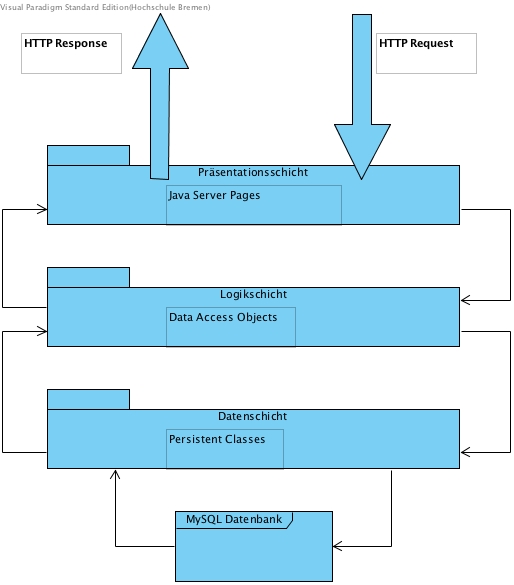 Visual Paradigm Standard Edition(Hochschule Bremen)
HTTP Response
HTTP Request
Präsentationsschicht
Java Server Pages
Logikschicht
Data Access Objects
Datenschicht
Persistent Classes
MySQL Datenbank